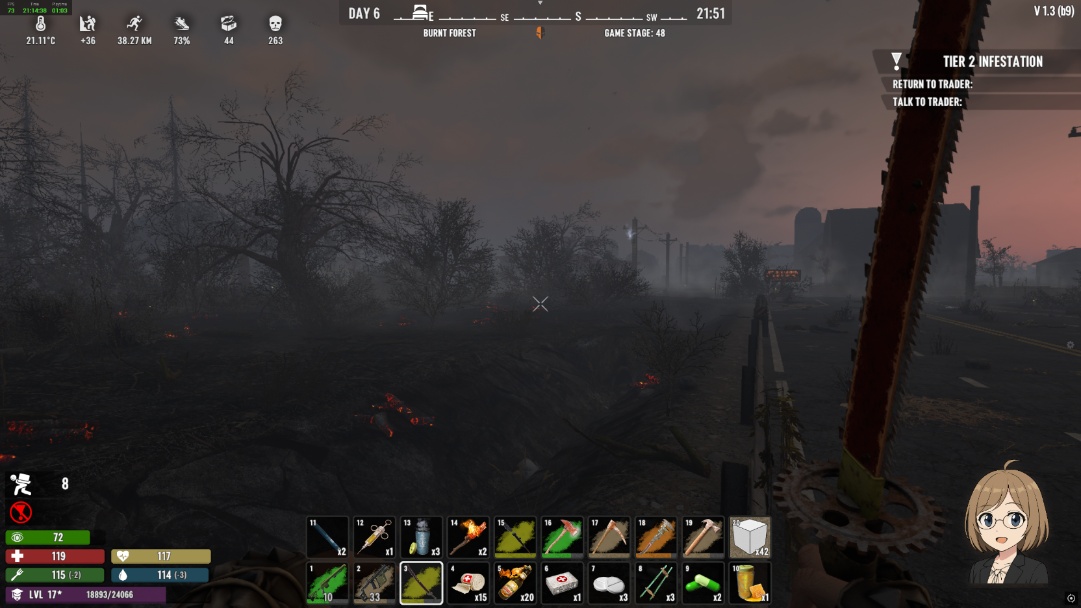 DAY 6
E
SE
S
SW
21:51
V 1.3 (b9)
BURNT FOREST
GAME STAGE: 48
21.11°C
+36
38.27 KM
73%
44
263
TIER 2 INFESTATION
RETURN TO TRADER:
TALK TO TRADER:
8
72
119
117
115 (-2)
114 (-3)
LVL 17*
18893/24066
11
x2
12
x1
13
x3
14
x2
15
16
17
18
19
x42
1
10
2
33
3
4
x15
5
x20
6
x1
7
x3
8
x3
9
x2
10
x1